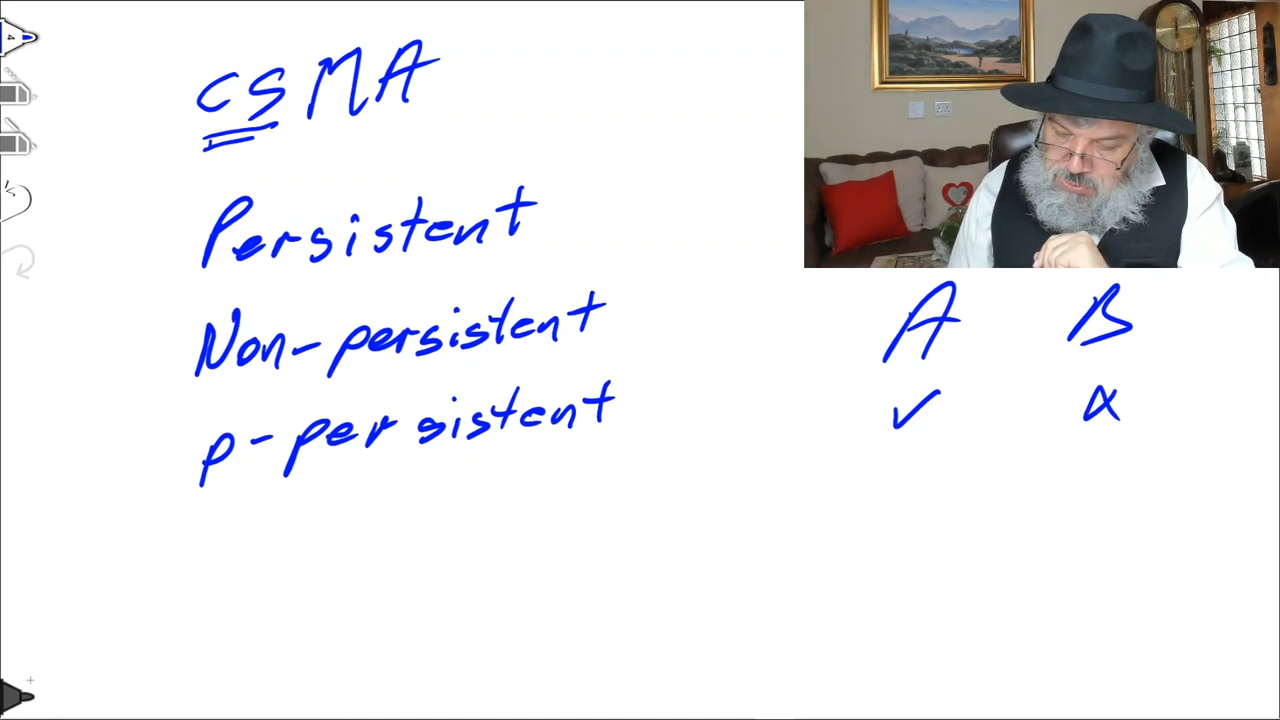 CSMA
Persistent
Non-persistent
p-persistent
A B
✓ x